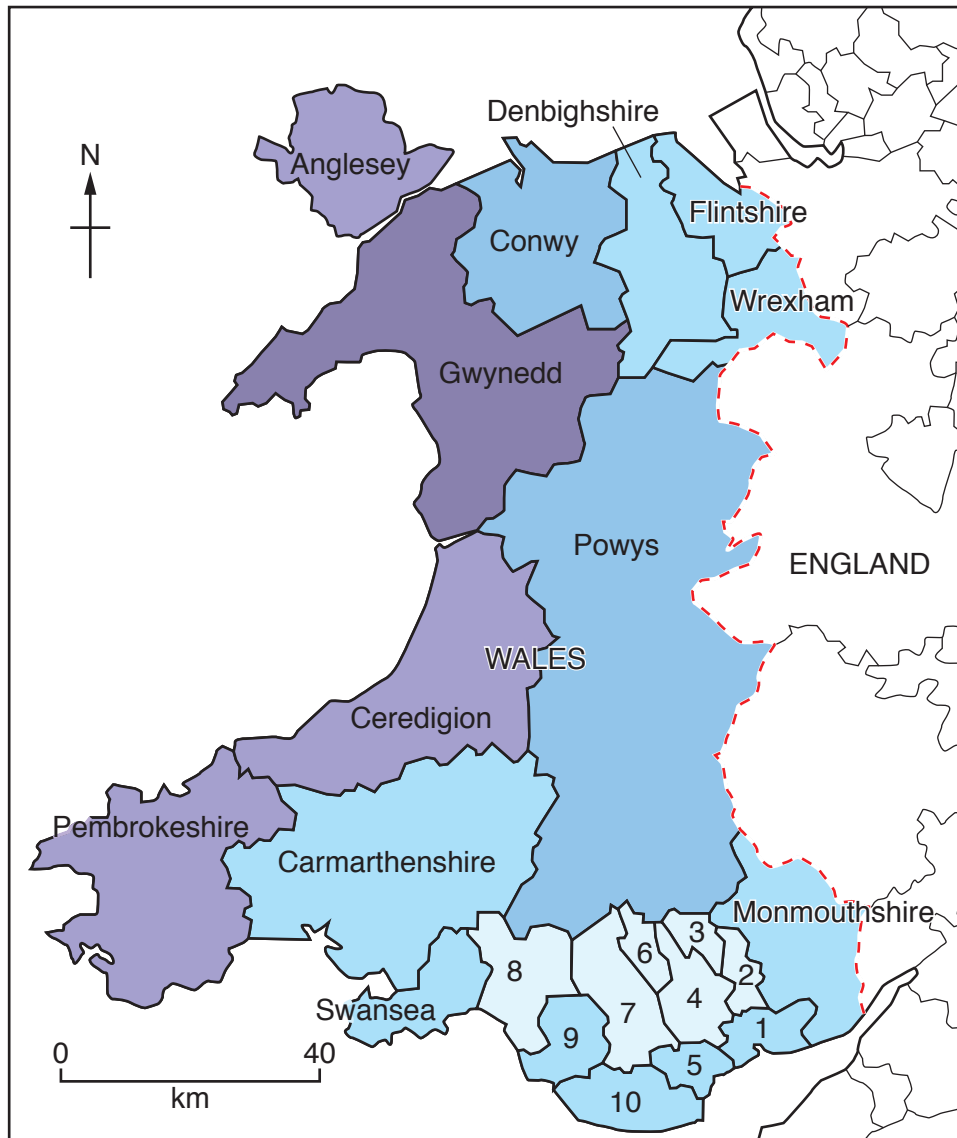 Denbighshire
N
Anglesey
Flintshire
Conwy
Wrexham
Gwynedd
Powys
ENGLAND
WALES
Ceredigion
Pembrokeshire
Carmarthenshire
Monmouthshire
3
6
8
2
4
Swansea
7
1
9
5
0
40
km
10